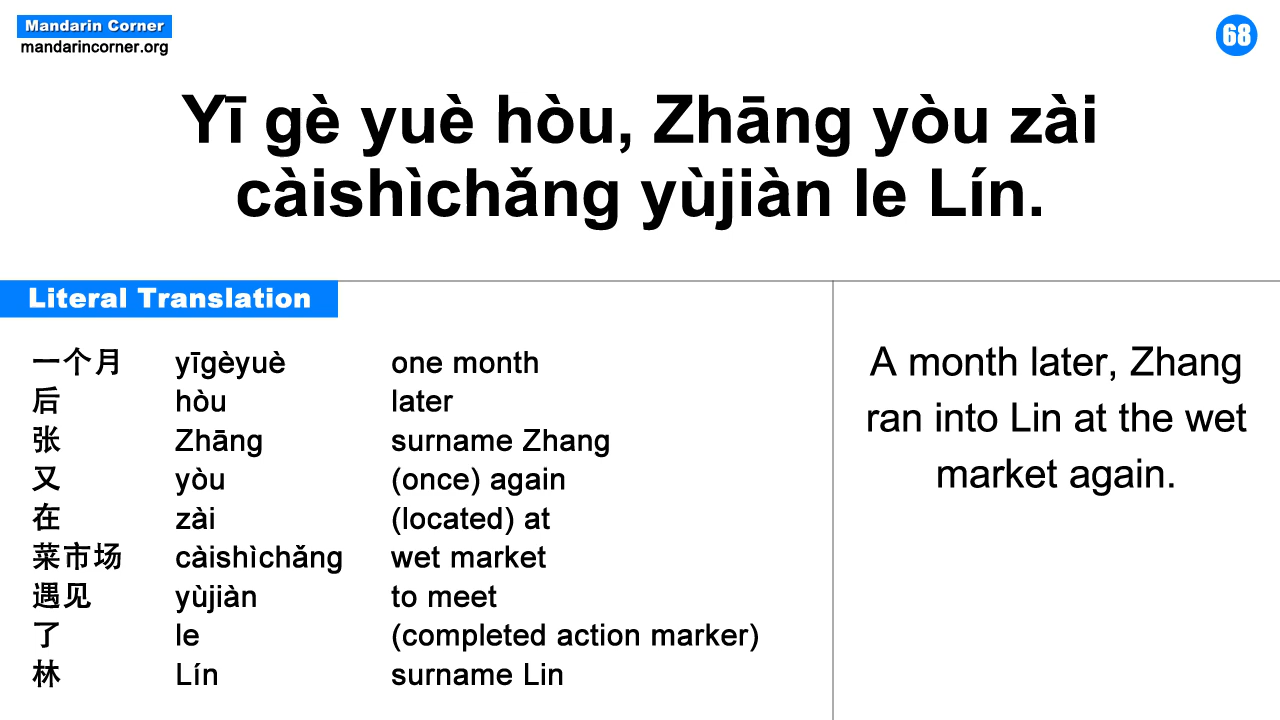 Mandarin Corner
mandarincorner.org
68
Yī gè yuè hòu, Zhāng yòu zài
càishìchǎng yùjiàn le Lín.
Literal Translation
一个月 yīgèyuè one month
后 hòu later
张 Zhāng surname Zhang
又 yòu (once) again
在 zài (located) at
菜市场 càishìchǎng wet market
遇见 yùjiàn to meet
了 le (completed action marker)
林 Lín surname Lin
A month later, Zhang
ran into Lin at the wet
market again.